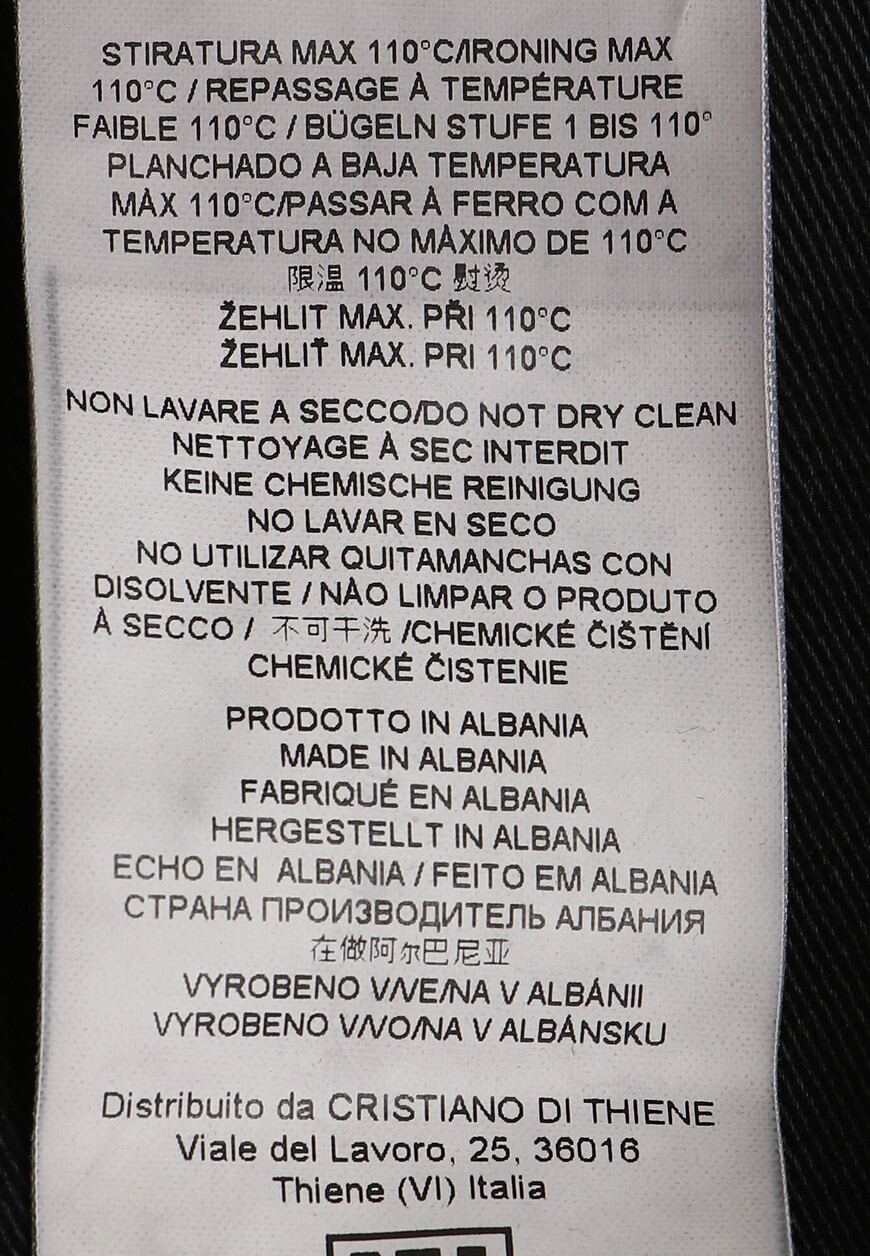 STIRATURA MAX 110°C/IRONING MAX
110°C / REPASSAGE À TEMPÉRATURE
FAIBLE 110°C / BÜGELN STUFE 1 BIS 110°
PLANCHADO A BAJA TEMPERATURA
MÀX 110°C/PASSAR À FERRO COM A
TEMPERATURA NO MÀXIMO DE 110°C
限温 110°C 熨烫
ŽEHLIT MAX. PŘI 110°C
ŽEHLIŤ MAX. PRI 110°C
NON LAVARE A SECCO/DO NOT DRY CLEAN
NETTOYAGE À SEC INTERDIT
KEINE CHEMISCHE REINIGUNG
NO LAVAR EN SECO
NO UTILIZAR QUITAMANCHAS CON
DISOLVENTE / NÀO LIMPAR O PRODUTO
À SECCO / 不可干洗 /CHEMICKÉ ČIŠTĚNÍ
CHEMICKÉ ČISTENIE
PRODOTTO IN ALBANIA
MADE IN ALBANIA
FABRIQUÉ EN ALBANIA
HERGESTELLT IN ALBANIA
ECHO EN ALBANIA / FEITO EM ALBANIA
СТРАНА ПРОИЗВОДИТЕЛЬ АЛБАНИЯ
在做阿尔巴尼亚
VYROBENO V/VE/NA V ALBÁNII
VYROBENO V/VO/NA V ALBÁNSKU
Distribuito da CRISTIANO DI THIENE
Viale del Lavoro, 25, 36016
Thiene (VI) Italia